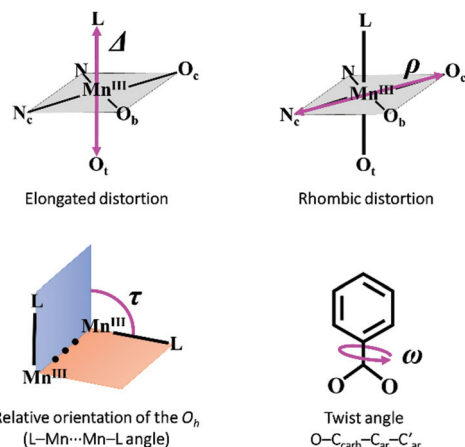 L
Δ
N
O_c
Mn^III
N_c
O_b
O_t
Elongated distortion
L
ρ
N
O_c
Mn^III
N_c
O_b
O_t
Rhombic distortion
L
τ
Mn^III
L
Mn^III
Relative orientation of the O_h
(L–Mn···Mn–L angle)
ω
O
O
Twist angle
O–C_carb–C_ar–C'_ar